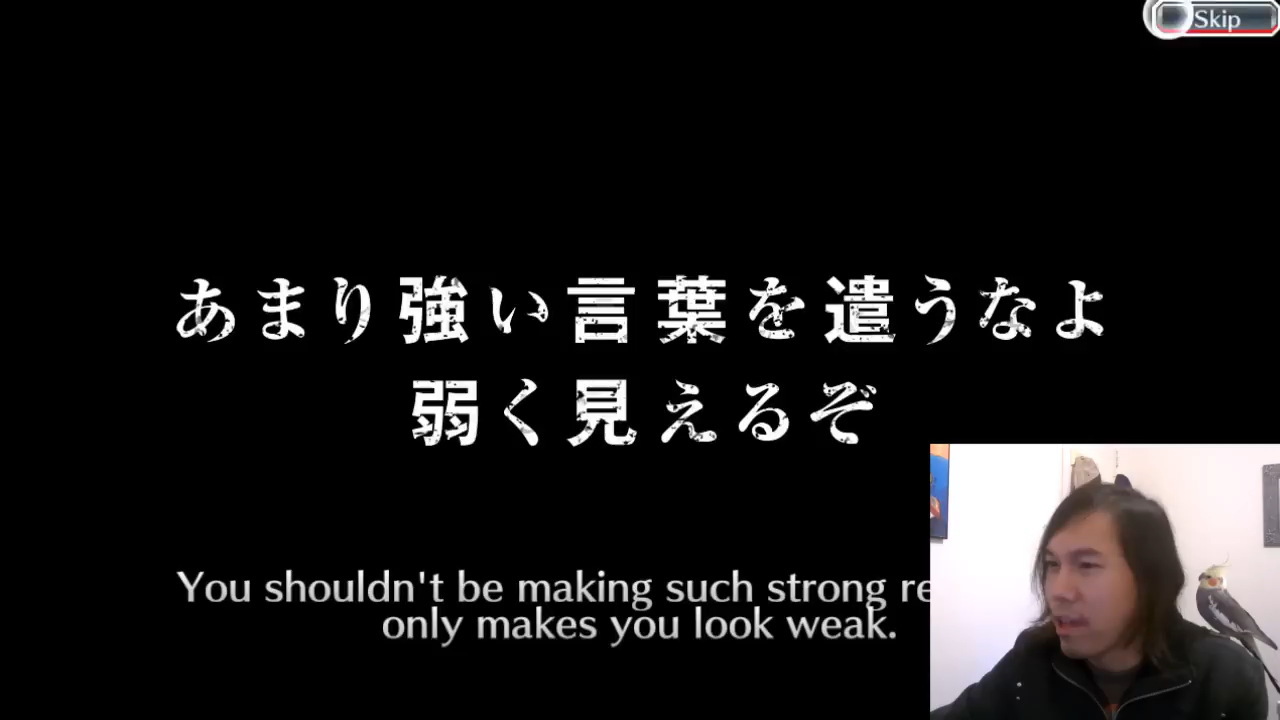 Skip
あまり強い言葉を遣うなよ
弱く見えるぞ
You shouldn't be making such strong
only makes you look weak.